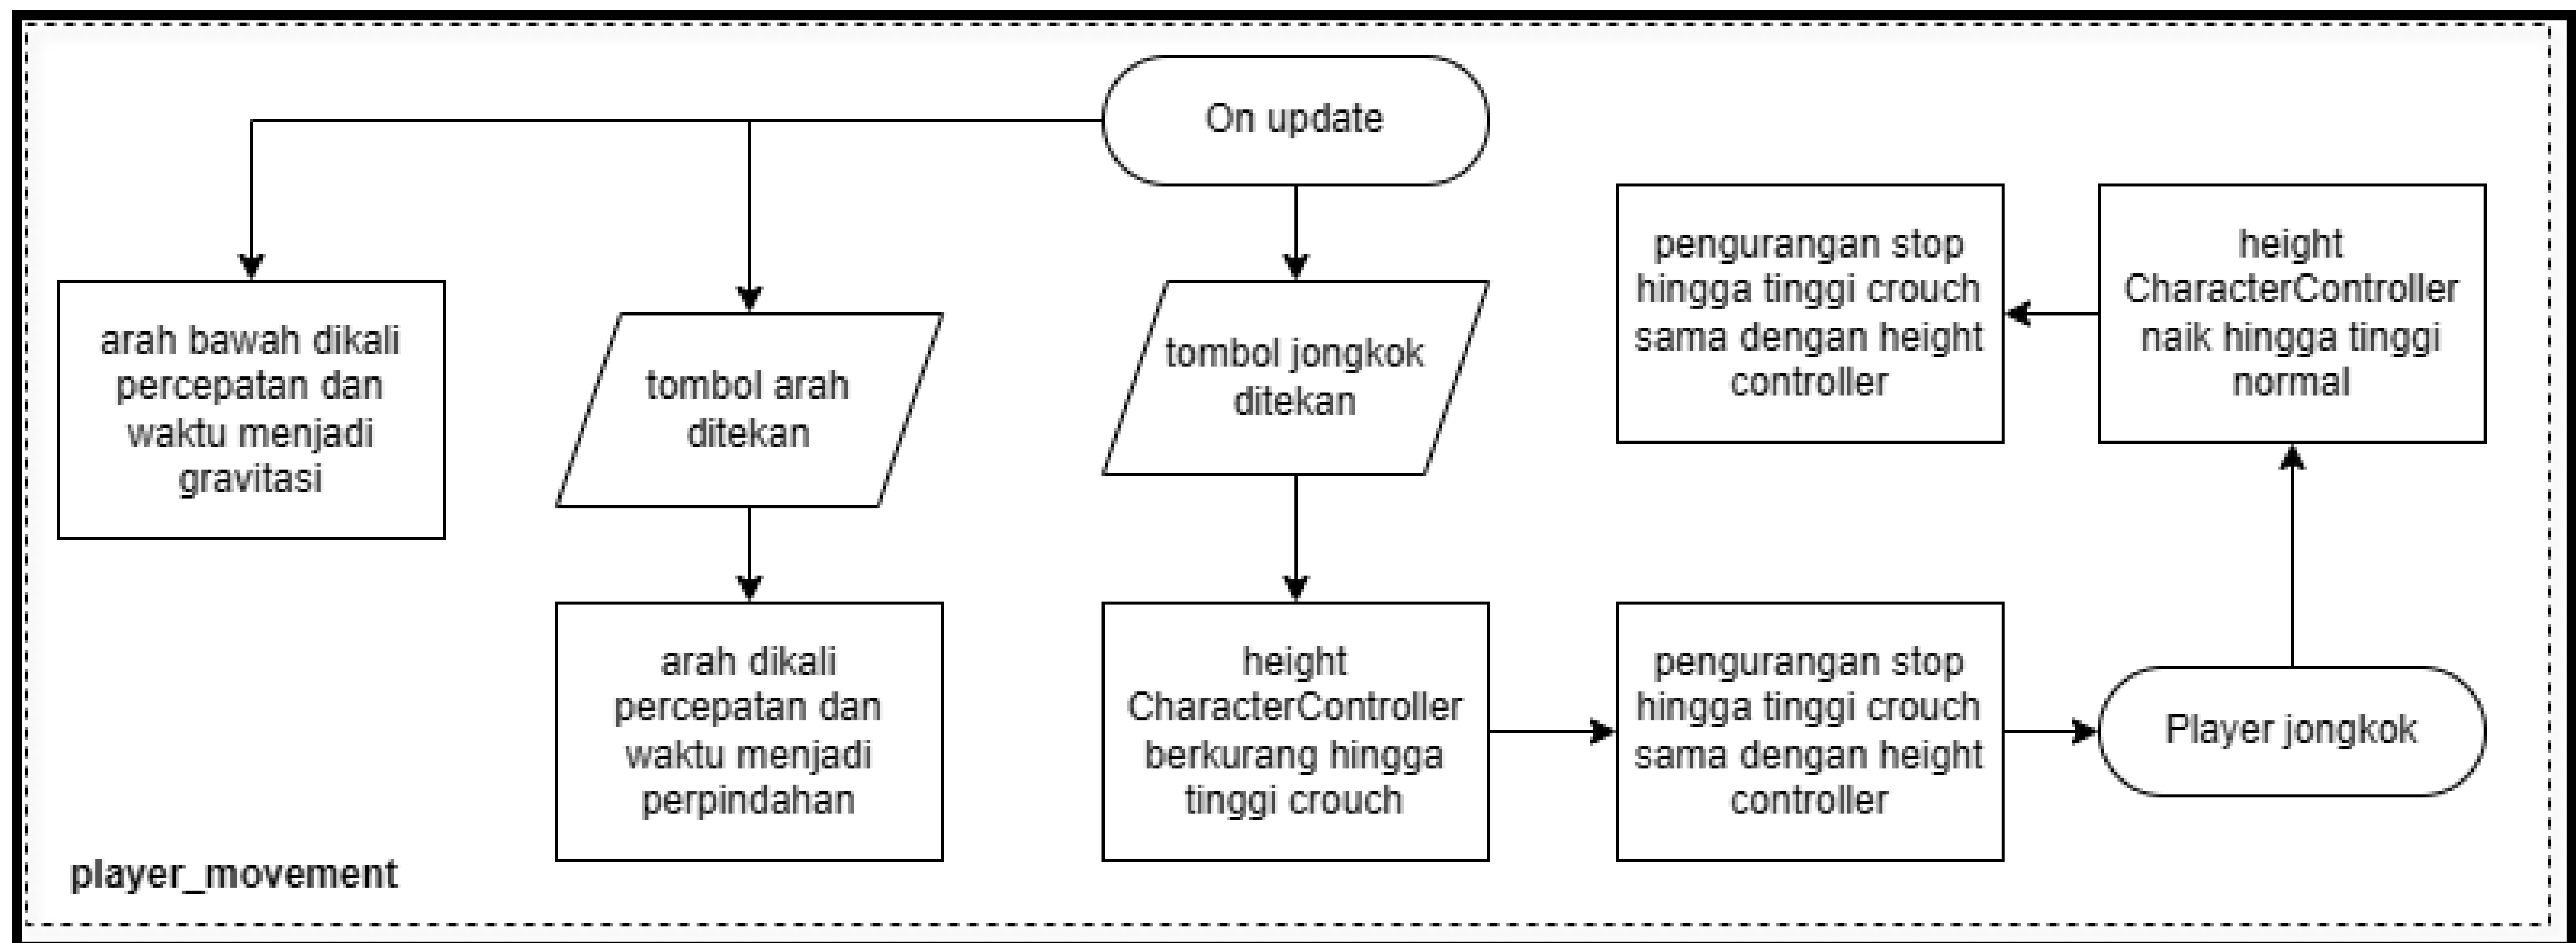 On update
arah bawah dikali
percepatan dan
waktu menjadi
gravitasi
tombol arah
ditekan
arah dikali
percepatan dan
waktu menjadi
perpindahan
tombol jongkok
ditekan
height
CharacterController
berkurang hingga
tinggi crouch
pengurangan stop
hingga tinggi crouch
sama dengan height
controller
Player jongkok
height
CharacterController
naik hingga tinggi
normal
pengurangan stop
hingga tinggi crouch
sama dengan height
controller
player_movement